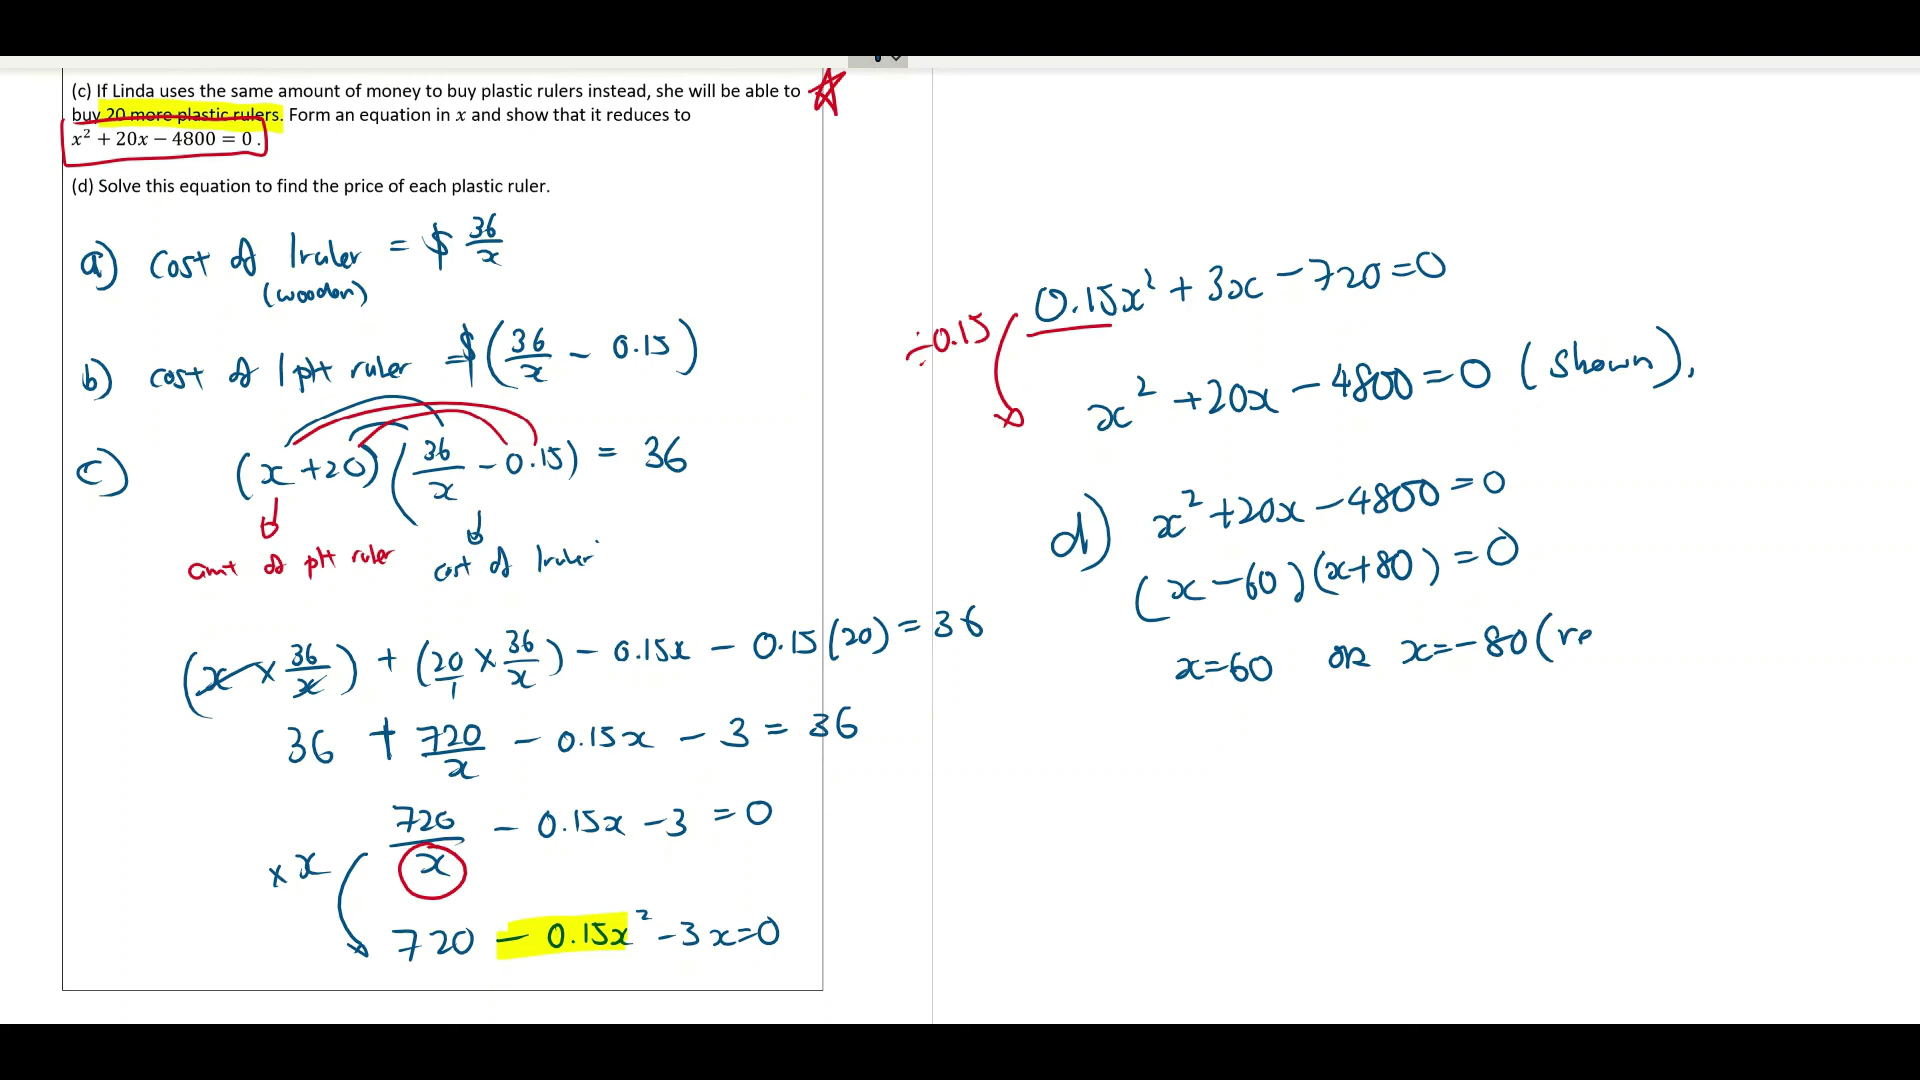 (c) If Linda uses the same amount of money to buy plastic rulers instead, she will be able to
buy 20 more plastic rulers. Form an equation in x and show that it reduces to
x² + 20x − 4800 = 0 .
(d) Solve this equation to find the price of each plastic ruler.
a) cost of 1 ruler = $ 36/x
(wooden)
b) cost of 1 plt ruler = $(36/x − 0.15)
c) (x+20)(36/x − 0.15) = 36
amt of plt ruler cost of 1 ruler
(x × 36/x) + (20/1 × 36/x) − 0.15x − 0.15(20) = 36
36 + 720/x − 0.15x − 3 = 36
720/x − 0.15x − 3 = 0
× x
720 − 0.15x² − 3x = 0
0.15x² + 3x − 720 = 0
÷0.15
x² + 20x − 4800 = 0 (shown).
d) x² + 20x − 4800 = 0
(x − 60)(x + 80) = 0
x = 60 or x = −80 (re